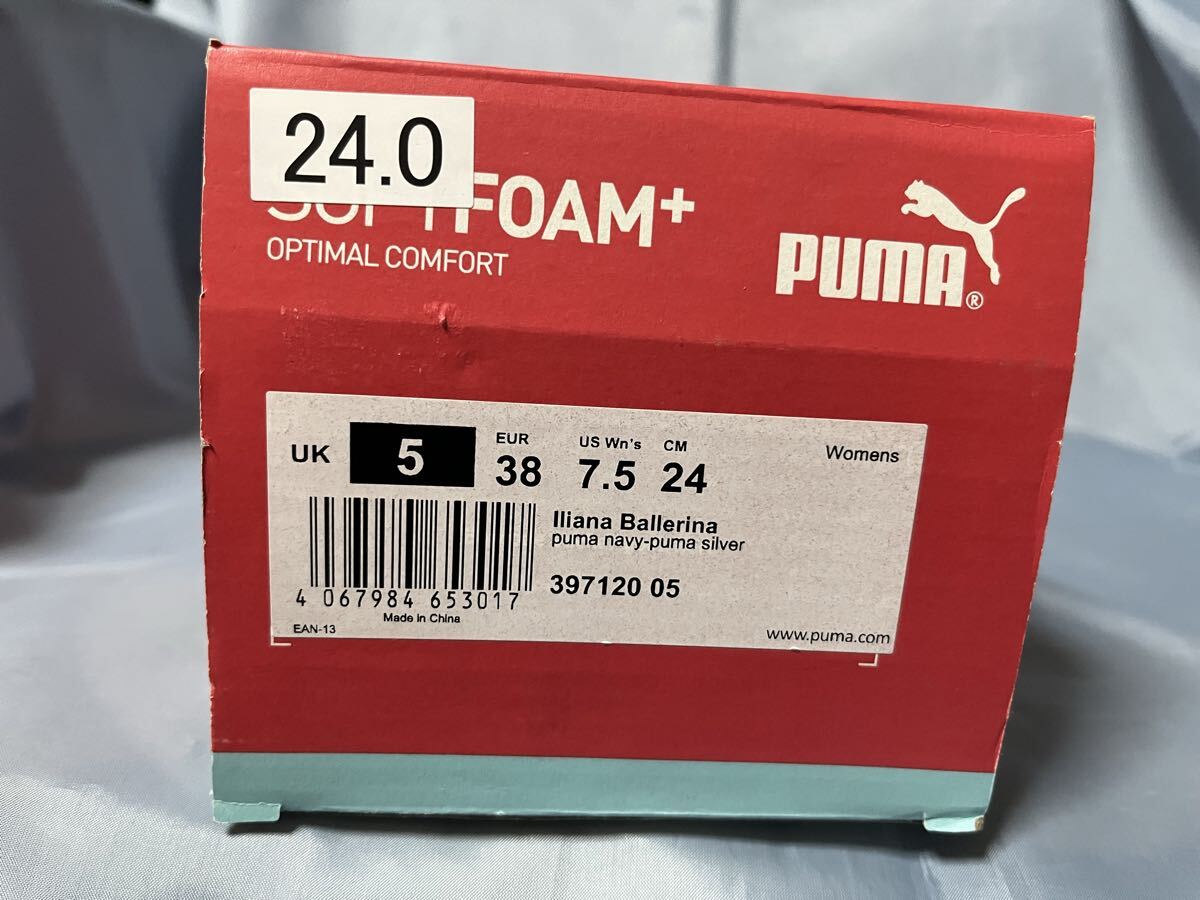 24.0
FOAM+
OPTIMAL COMFORT
PUMA®
UK 5 EUR 38 US Wn's 7.5 CM 24 Womens
Iliana Ballerina
puma navy-puma silver
397120 05
4 067984 653017
Made in China
EAN-13
www.puma.com